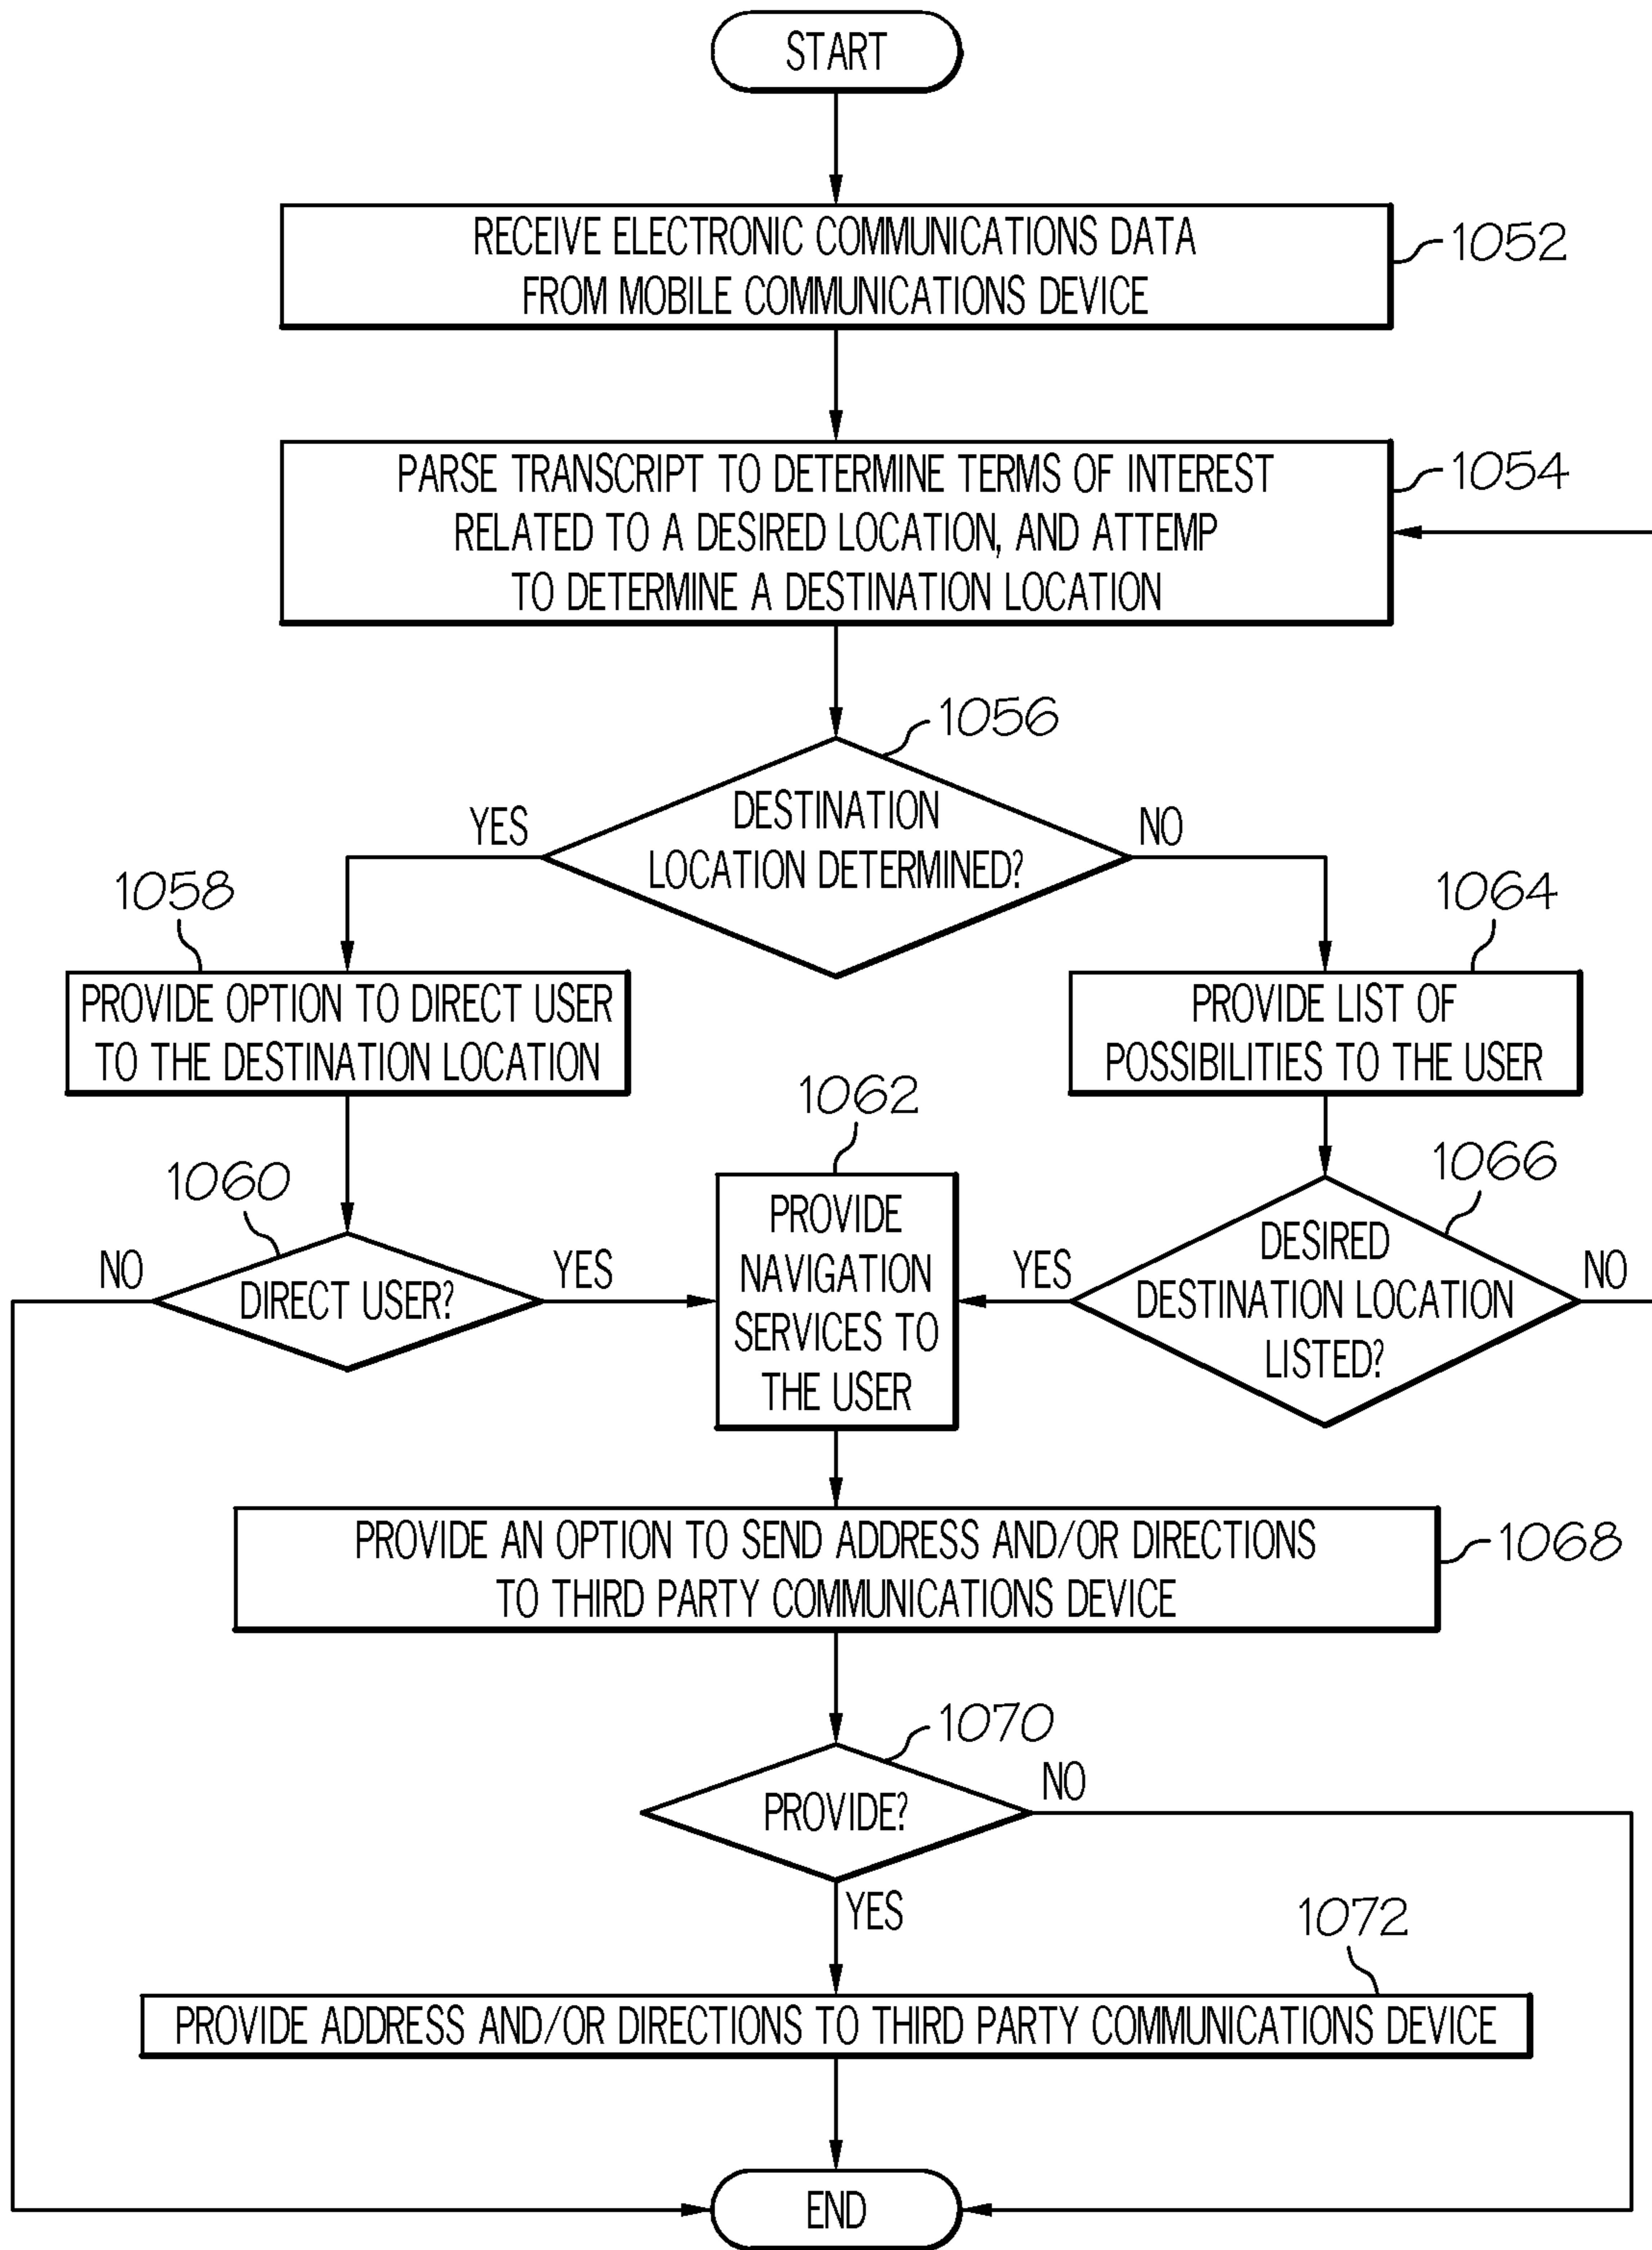 START
RECEIVE ELECTRONIC COMMUNICATIONS DATA
FROM MOBILE COMMUNICATIONS DEVICE
1052
PARSE TRANSCRIPT TO DETERMINE TERMS OF INTEREST
RELATED TO A DESIRED LOCATION, AND ATTEMP
TO DETERMINE A DESTINATION LOCATION
1054
1056
DESTINATION
LOCATION DETERMINED?
YES
NO
1058
PROVIDE OPTION TO DIRECT USER
TO THE DESTINATION LOCATION
1064
PROVIDE LIST OF
POSSIBILITIES TO THE USER
1060
DIRECT USER?
NO
YES
1062
PROVIDE
NAVIGATION
SERVICES TO
THE USER
1066
DESIRED
DESTINATION LOCATION
LISTED?
YES
NO
PROVIDE AN OPTION TO SEND ADDRESS AND/OR DIRECTIONS
TO THIRD PARTY COMMUNICATIONS DEVICE
1068
1070
PROVIDE?
NO
YES
1072
PROVIDE ADDRESS AND/OR DIRECTIONS TO THIRD PARTY COMMUNICATIONS DEVICE
END